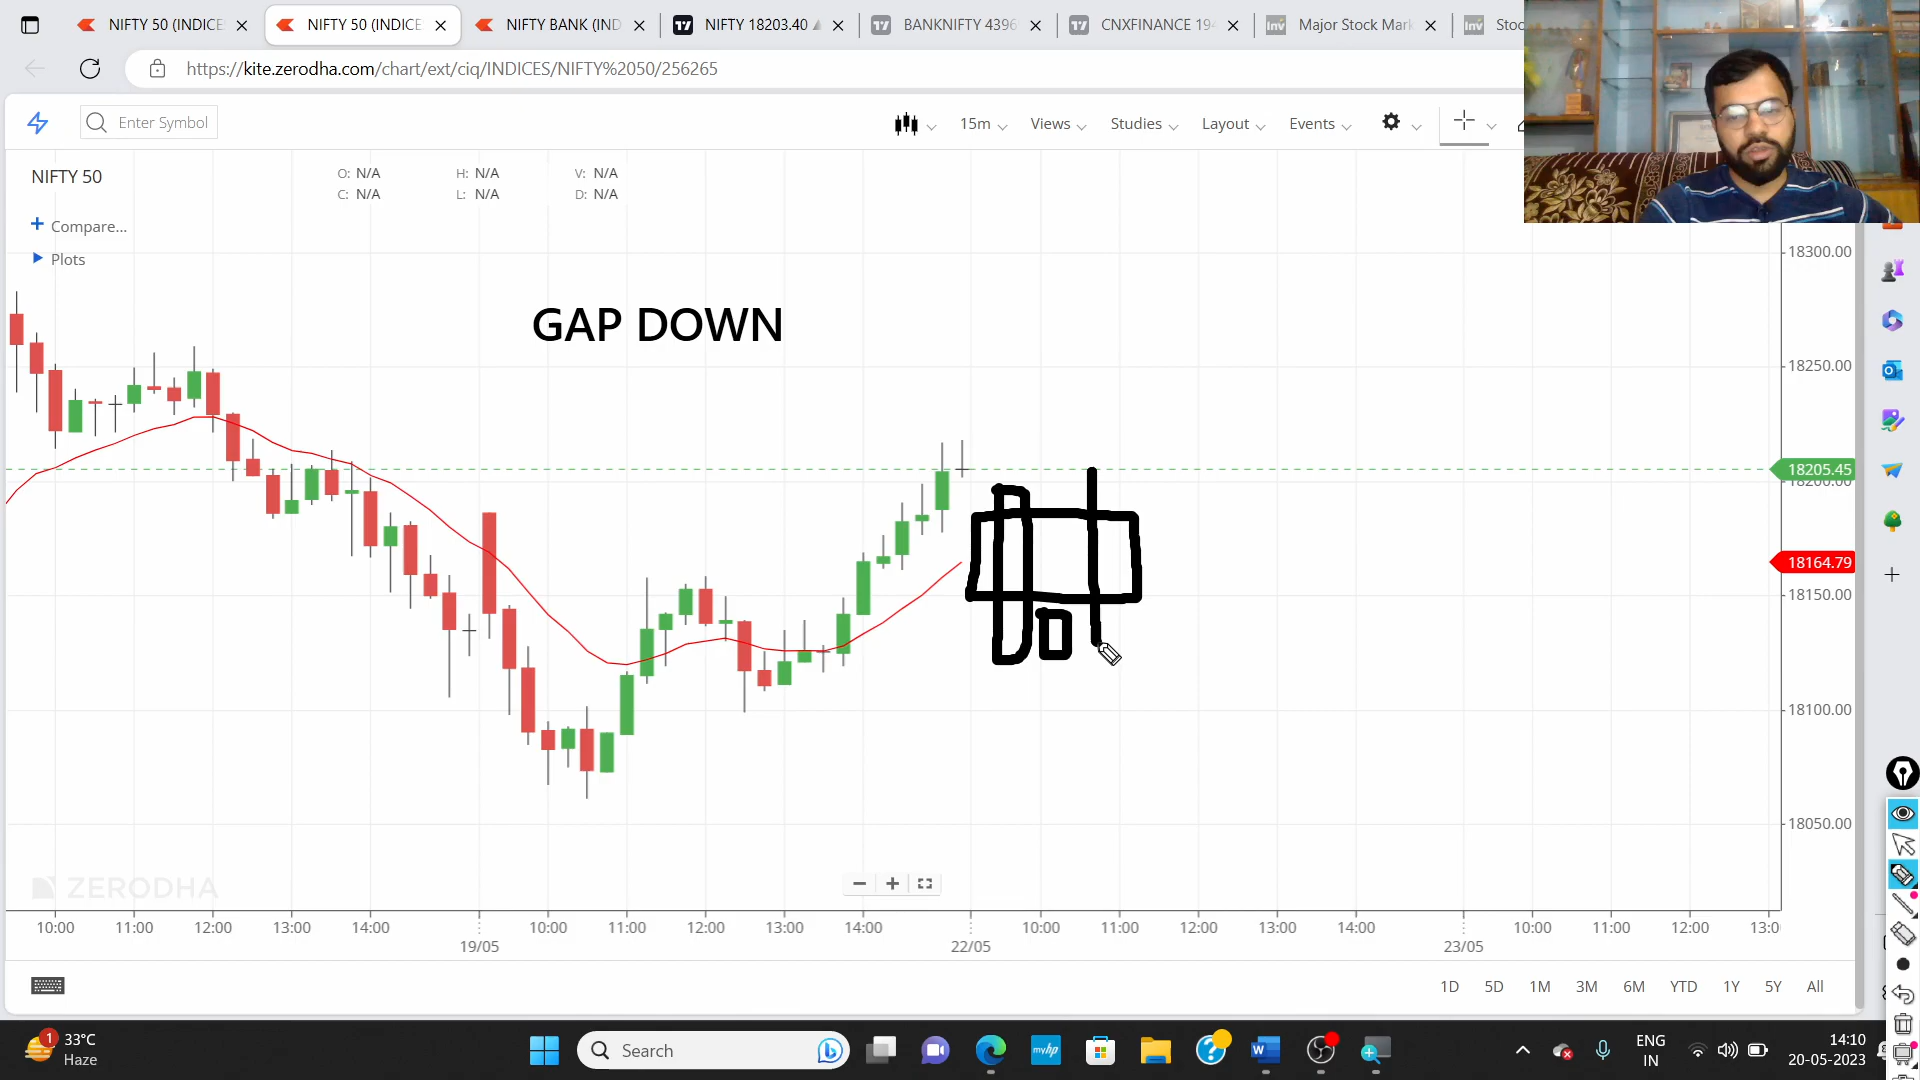 NIFTY 50 (INDICE
NIFTY 50 (INDICE
NIFTY BANK (IND
NIFTY 18203.40
BANKNIFTY 4396
CNXFINANCE 194
Major Stock Mark
Stoc
https://kite.zerodha.com/chart/ext/ciq/INDICES/NIFTY%2050/256265
Enter Symbol
15m
Views
Studies
Layout
Events
NIFTY 50
O: N/A H: N/A V: N/A
C: N/A L: N/A D: N/A
+ Compare...
Plots
GAP DOWN
18300.00
18250.00
18205.45
18200.00
18164.79
18150.00
18100.00
18050.00
ZERODHA
10:00 11:00 12:00 13:00 14:00 10:00 11:00 12:00 13:00 14:00 10:00 11:00 12:00 13:00 14:00 10:00 11:00 12:00 13:0
19/05 22/05 23/05
1D 5D 1M 3M 6M YTD 1Y 5Y All
1
33°C
Haze
Search
myhp
ENG
IN
14:10
20-05-2023